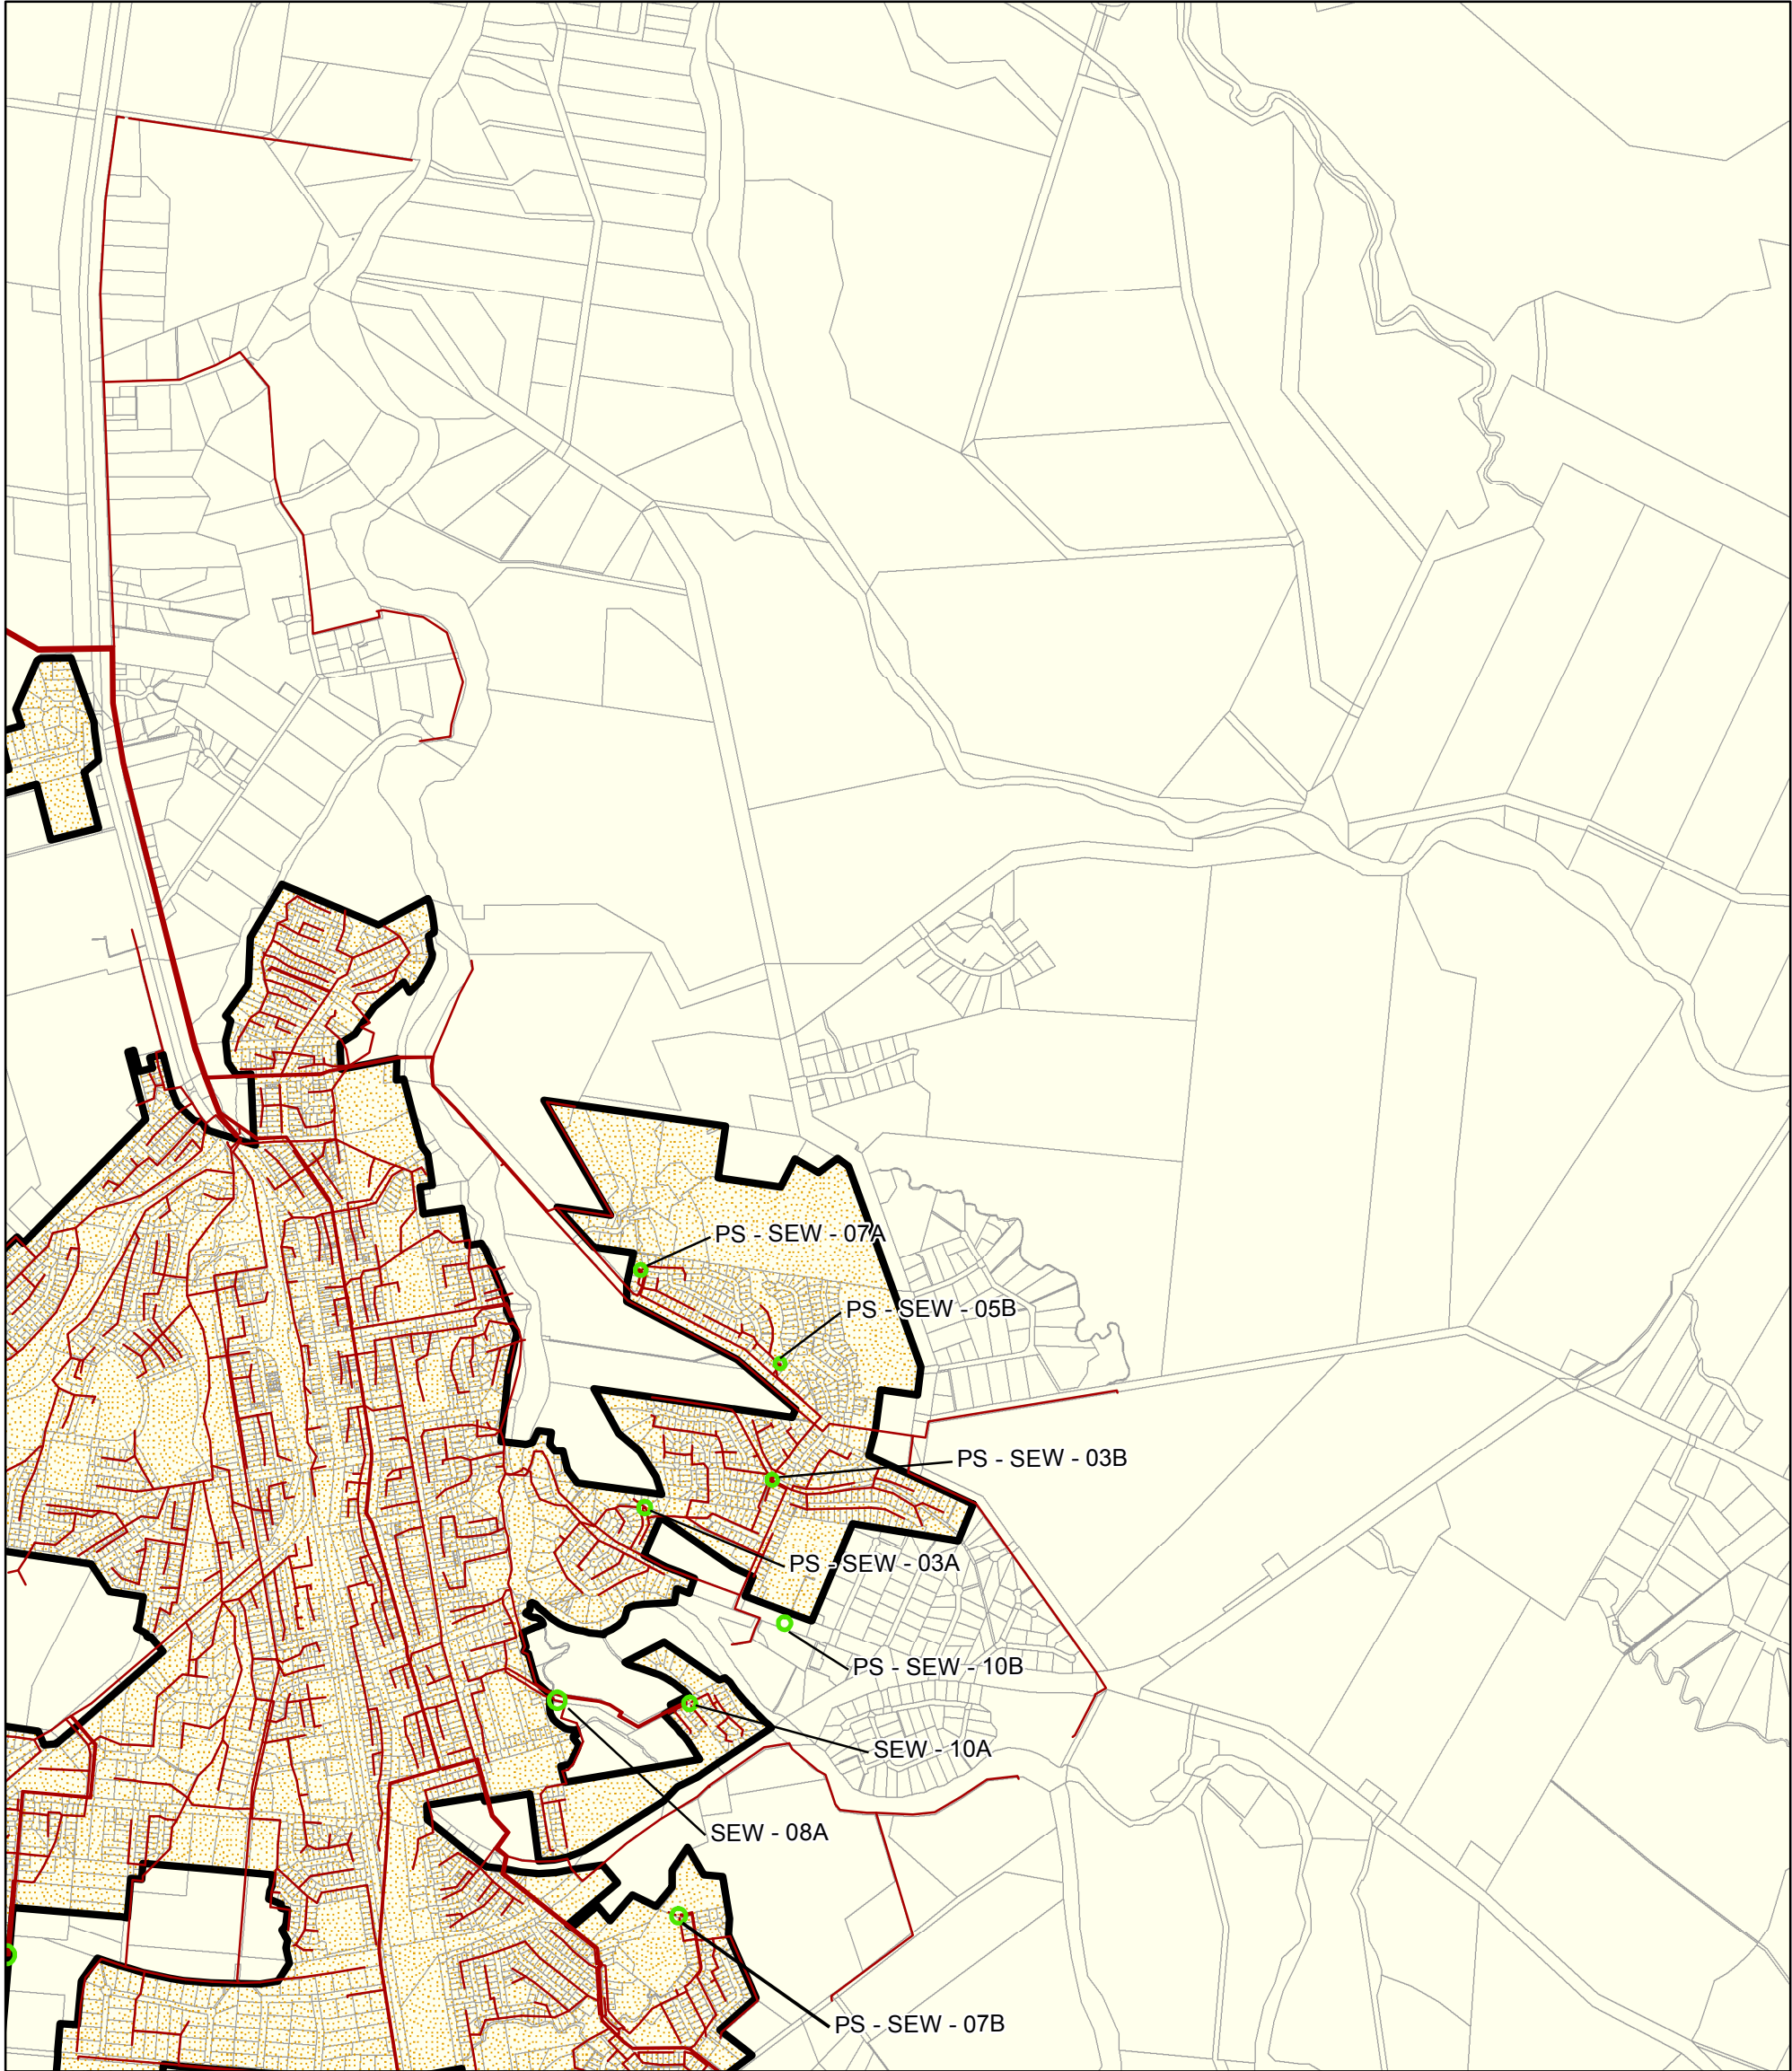 PS - SEW - 07A
PS - SEW - 05B
PS - SEW - 03B
PS - SEW - 03A
PS - SEW - 10B
SEW - 10A
SEW - 08A
PS - SEW - 07B